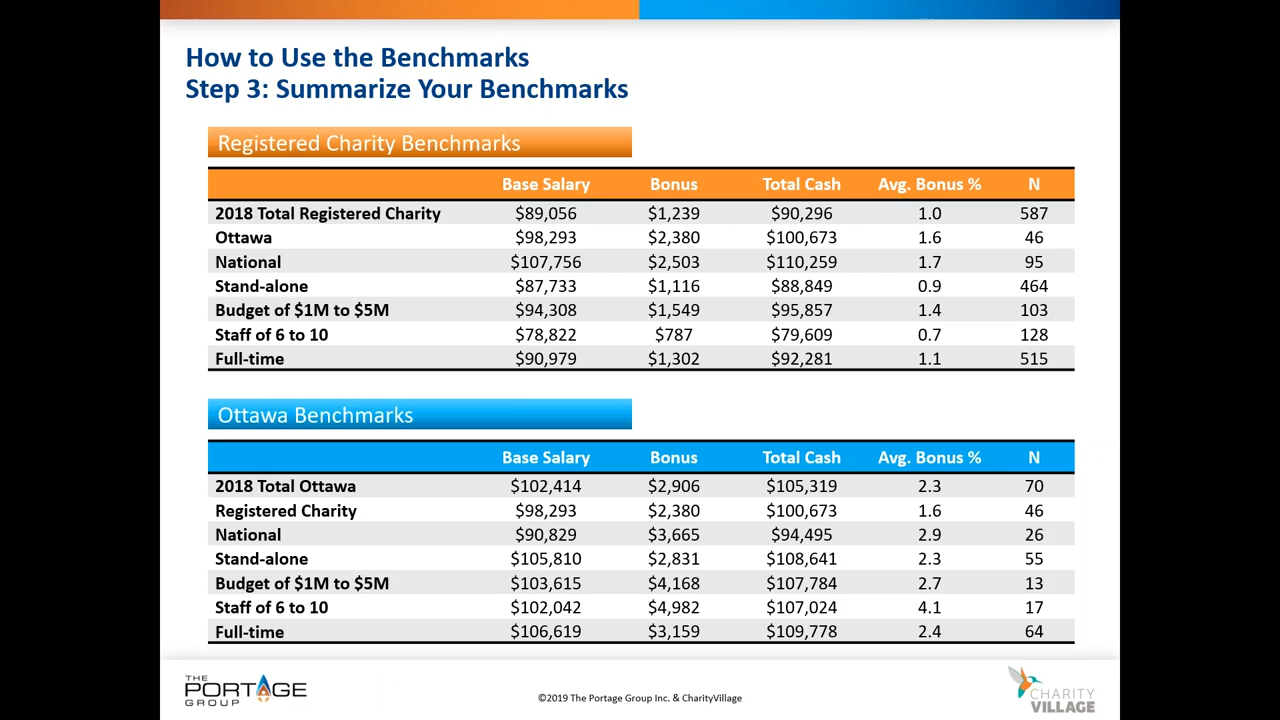 How to Use the Benchmarks
Step 3: Summarize Your Benchmarks
Registered Charity Benchmarks
Base Salary Bonus Total Cash Avg. Bonus % N
2018 Total Registered Charity $89,056 $1,239 $90,296 1.0 587
Ottawa $98,293 $2,380 $100,673 1.6 46
National $107,756 $2,503 $110,259 1.7 95
Stand-alone $87,733 $1,116 $88,849 0.9 464
Budget of $1M to $5M $94,308 $1,549 $95,857 1.4 103
Staff of 6 to 10 $78,822 $787 $79,609 0.7 128
Full-time $90,979 $1,302 $92,281 1.1 515
Ottawa Benchmarks
Base Salary Bonus Total Cash Avg. Bonus % N
2018 Total Ottawa $102,414 $2,906 $105,319 2.3 70
Registered Charity $98,293 $2,380 $100,673 1.6 46
National $90,829 $3,665 $94,495 2.9 26
Stand-alone $105,810 $2,831 $108,641 2.3 55
Budget of $1M to $5M $103,615 $4,168 $107,784 2.7 13
Staff of 6 to 10 $102,042 $4,982 $107,024 4.1 17
Full-time $106,619 $3,159 $109,778 2.4 64
THE
PORTAGE
GROUP
©2019 The Portage Group Inc. & CharityVillage
CHARITY
VILLAGE